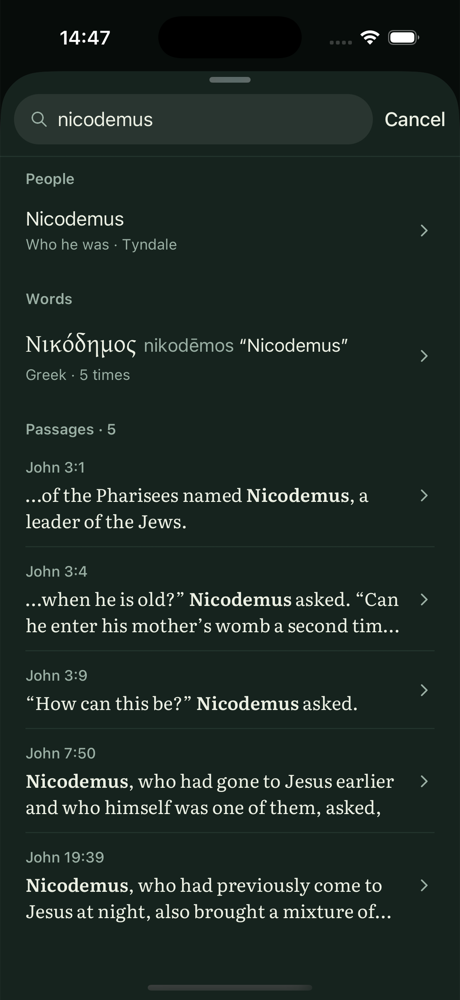 14:47
nicodemus
Cancel
People
Nicodemus
Who he was · Tyndale
Words
Νικόδημος nikodēmos “Nicodemus”
Greek · 5 times
Passages · 5
John 3:1
…of the Pharisees named Nicodemus, a
leader of the Jews.
John 3:4
…when he is old?” Nicodemus asked. “Can
he enter his mother’s womb a second tim…
John 3:9
“How can this be?” Nicodemus asked.
John 7:50
Nicodemus, who had gone to Jesus earlier
and who himself was one of them, asked,
John 19:39
Nicodemus, who had previously come to
Jesus at night, also brought a mixture of…